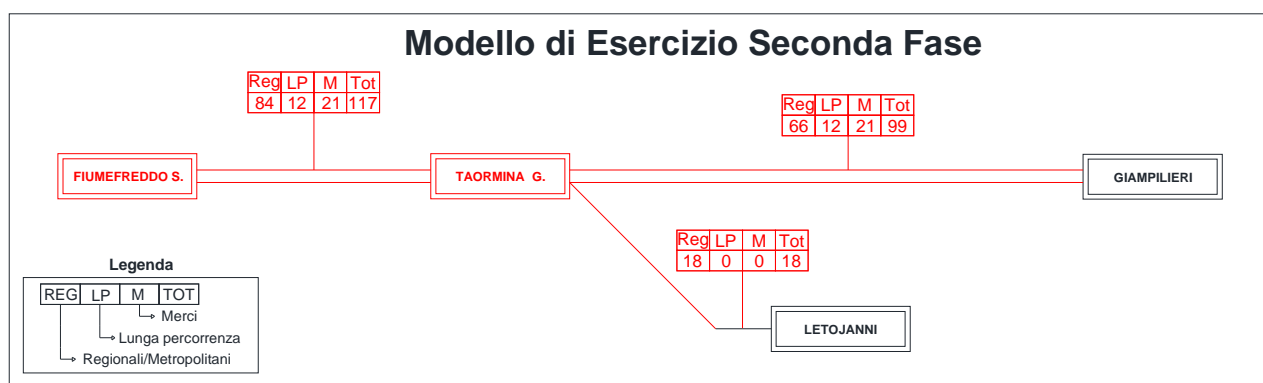 Modello di Esercizio Seconda Fase
Reg LP M Tot
84 12 21 117
Reg LP M Tot
66 12 21 99
FIUMEFREDDO S.
TAORMINA G.
GIAMPILIERI
Reg LP M Tot
18 0 0 18
LETOJANNI
Legenda
REG LP M TOT
Merci
Lunga percorrenza
Regionali/Metropolitani